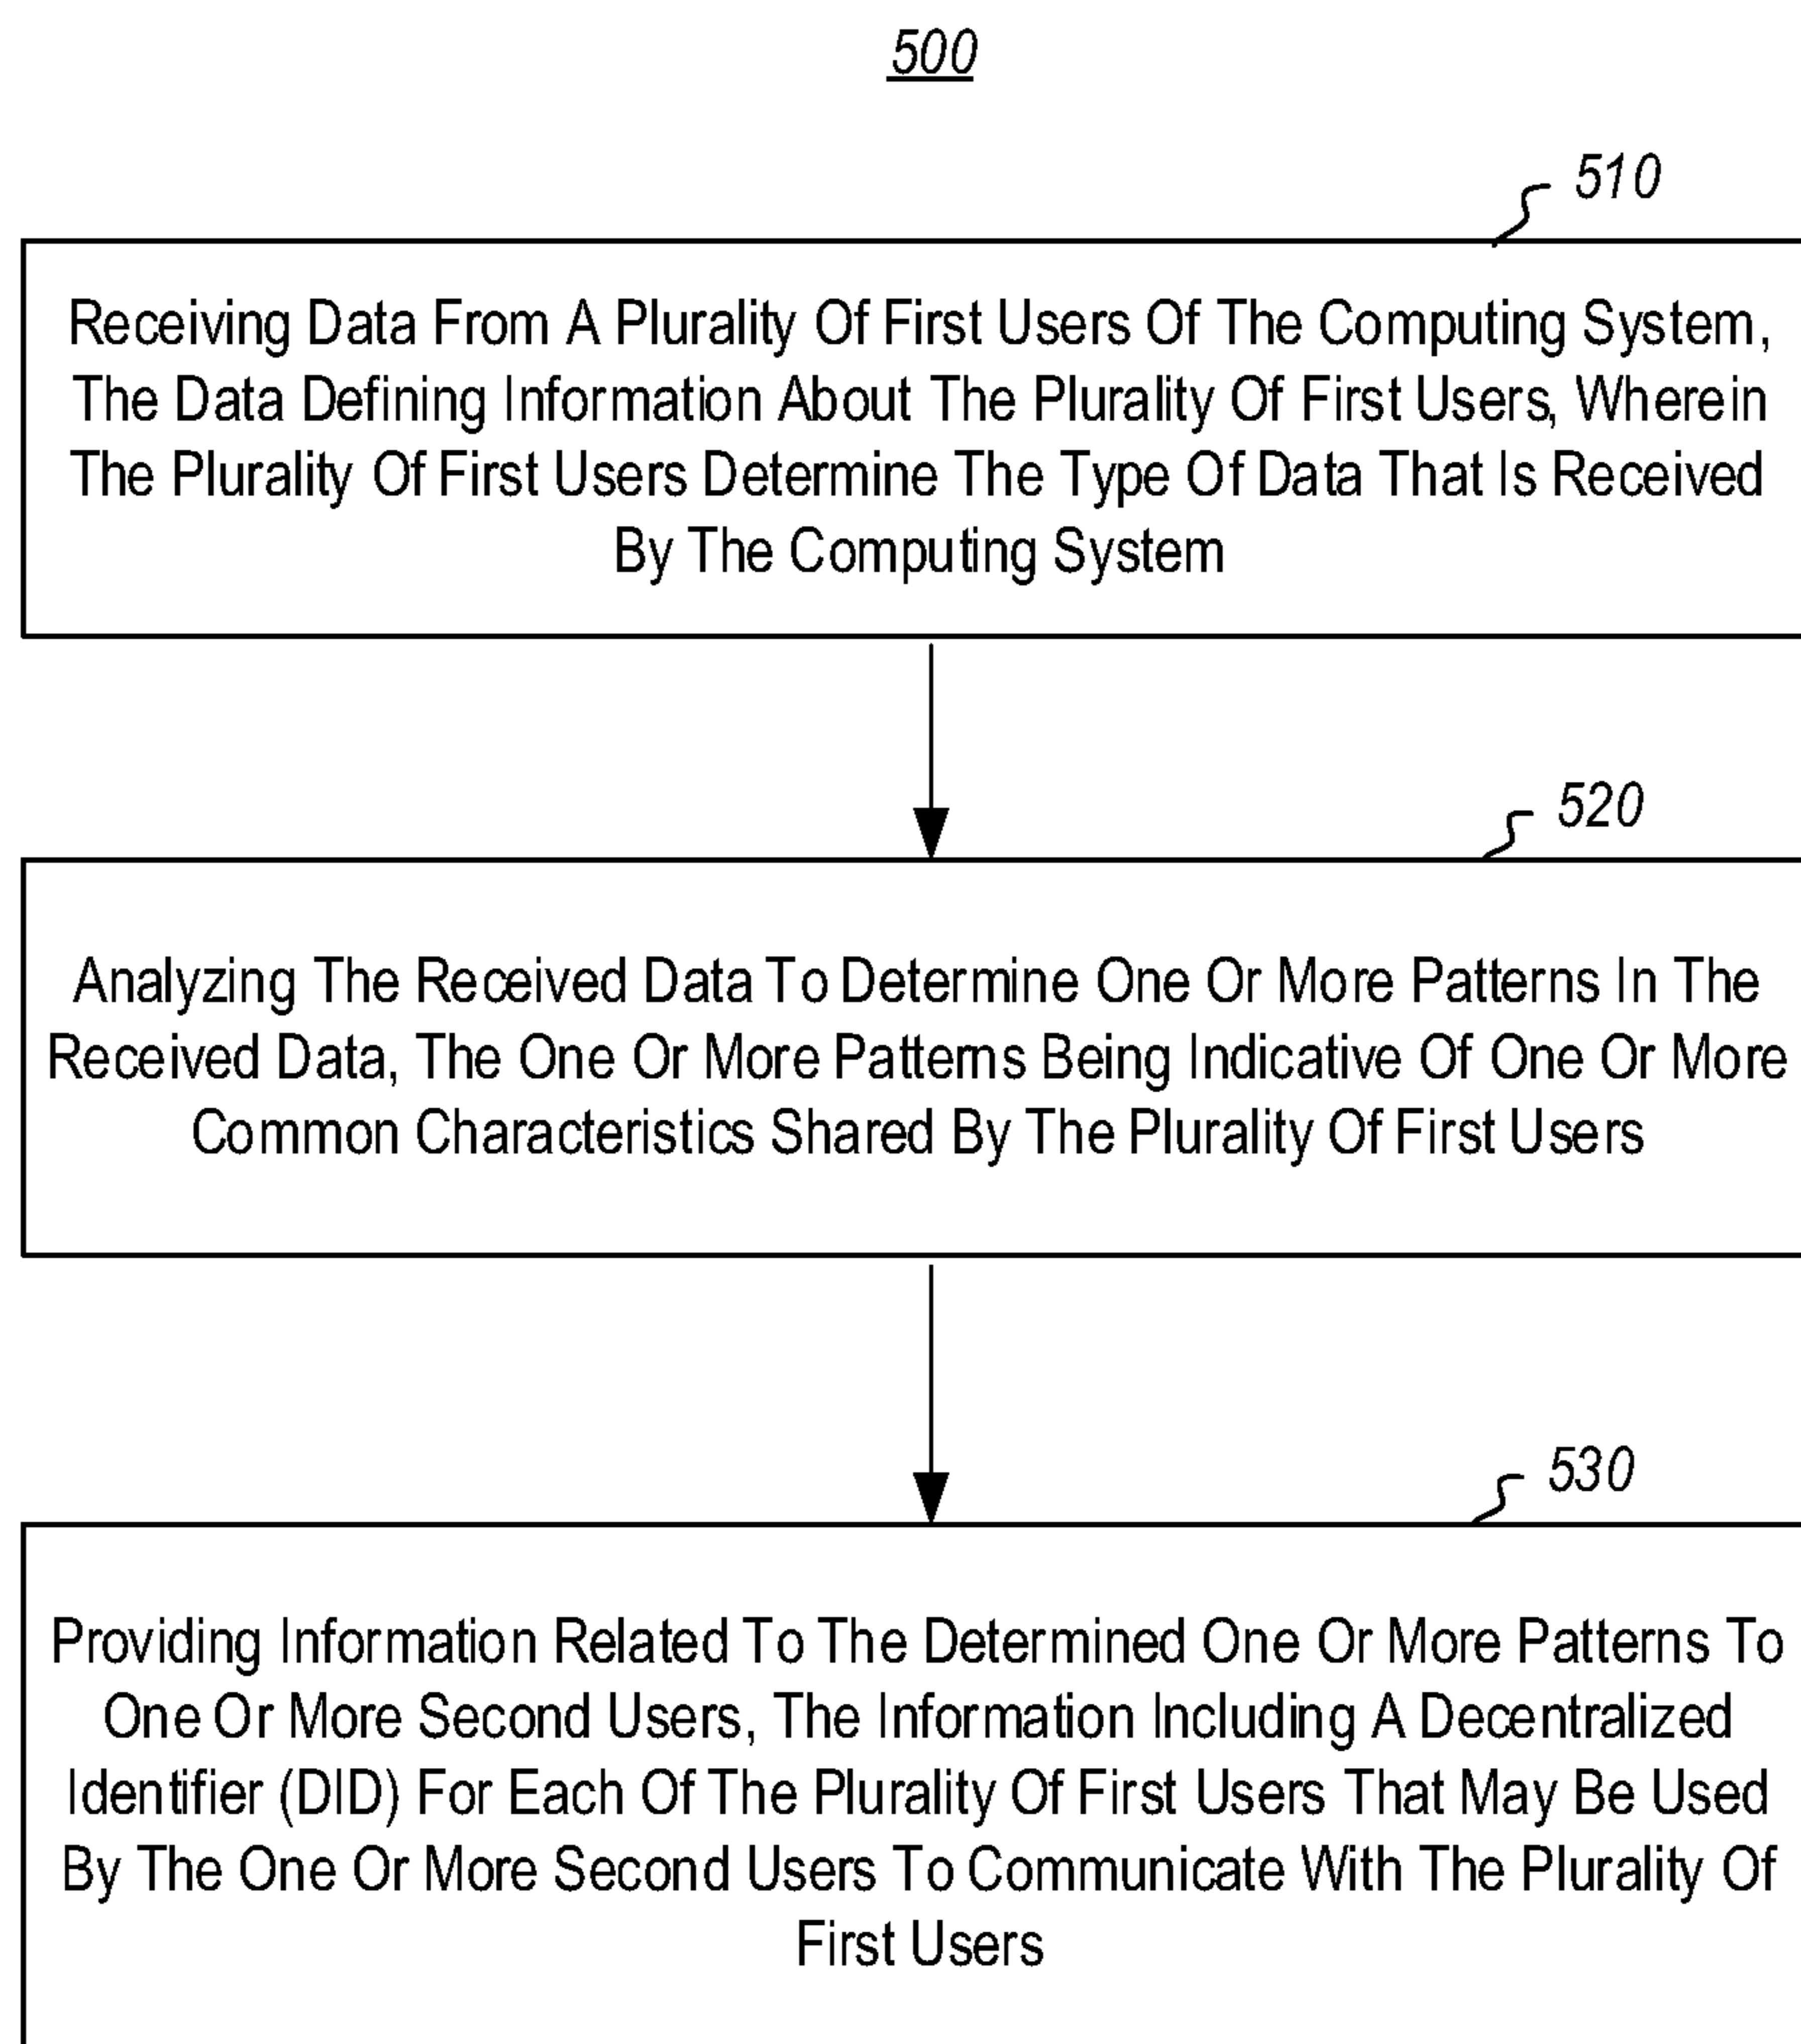 500
510
Receiving Data From A Plurality Of First Users Of The Computing System,
The Data Defining Information About The Plurality Of First Users, Wherein
The Plurality Of First Users Determine The Type Of Data That Is Received
By The Computing System
520
Analyzing The Received Data To Determine One Or More Patterns In The
Received Data, The One Or More Patterns Being Indicative Of One Or More
Common Characteristics Shared By The Plurality Of First Users
530
Providing Information Related To The Determined One Or More Patterns To
One Or More Second Users, The Information Including A Decentralized
Identifier (DID) For Each Of The Plurality Of First Users That May Be Used
By The One Or More Second Users To Communicate With The Plurality Of
First Users